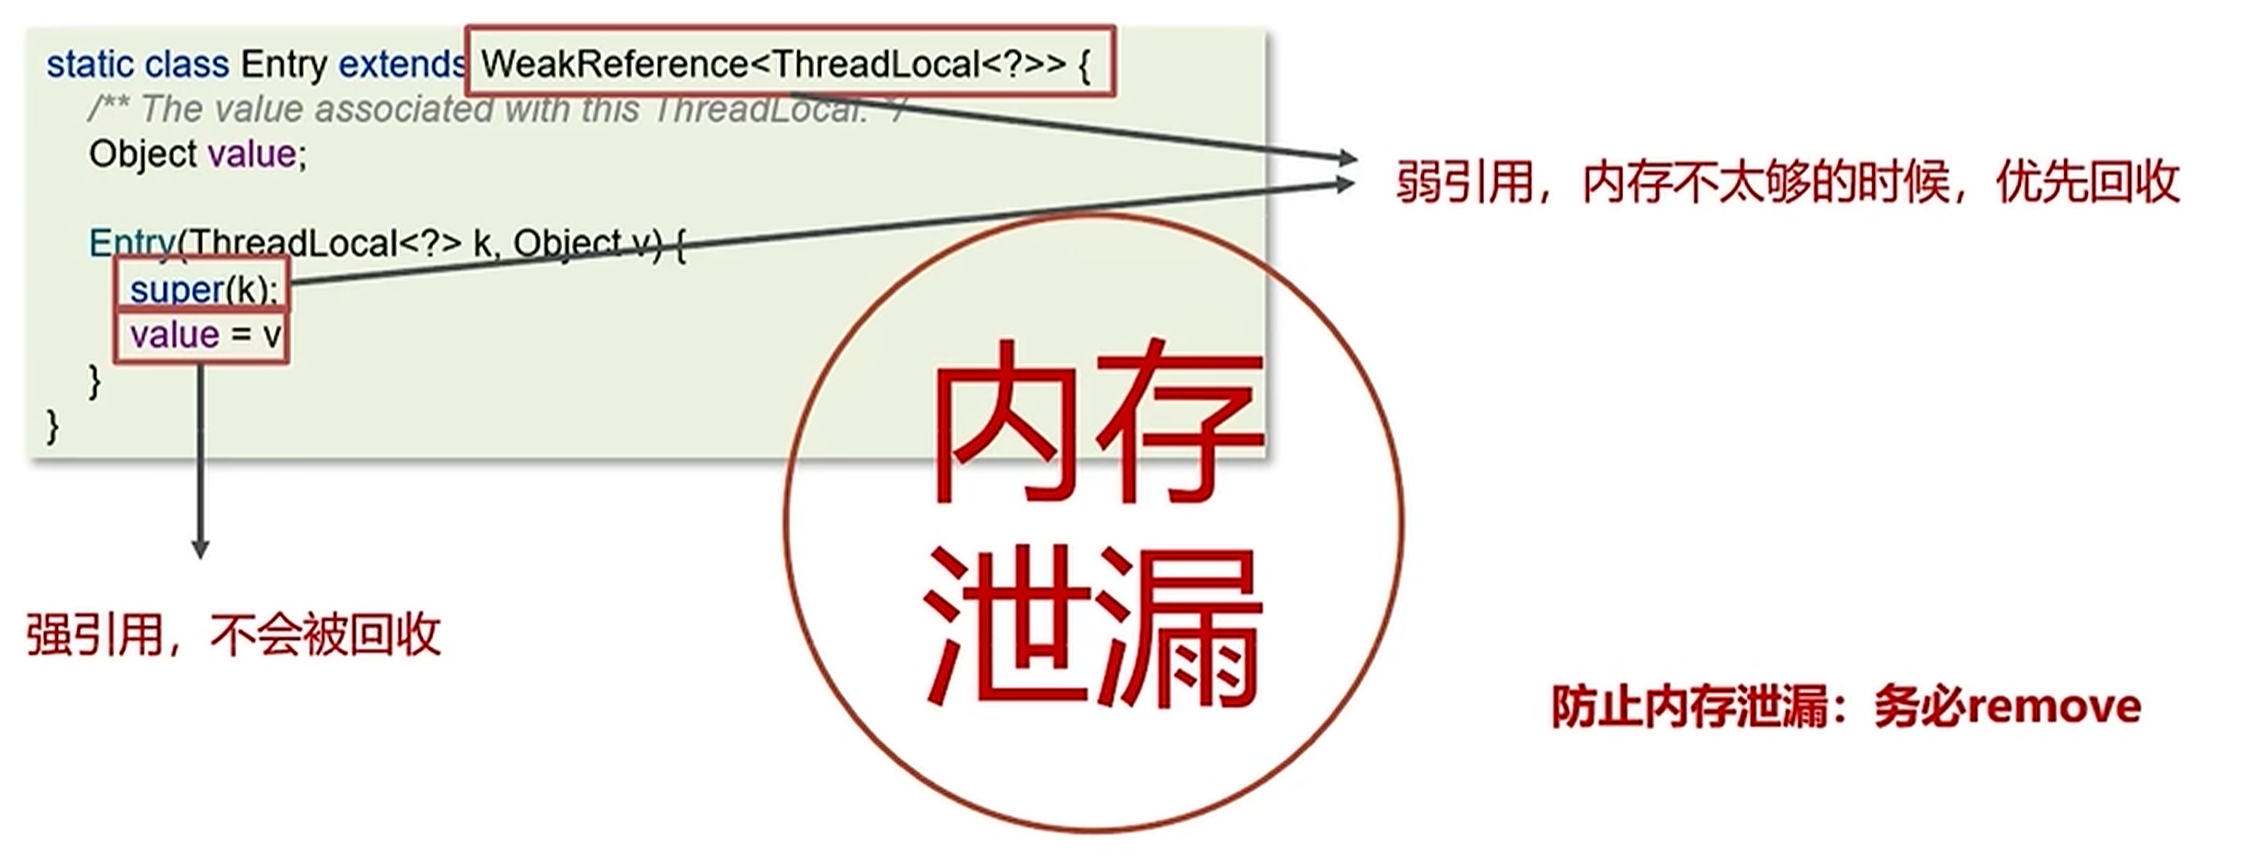 static class Entry extends WeakReference<ThreadLocal<?>> {
/** The value associated with this ThreadLocal. */
Object value;
弱引用，内存不太够的时候，优先回收
Entry(ThreadLocal<?> k, Object v) {
super(k);
value = v
}
}
内存
泄漏
强引用，不会被回收
防止内存泄漏：务必remove